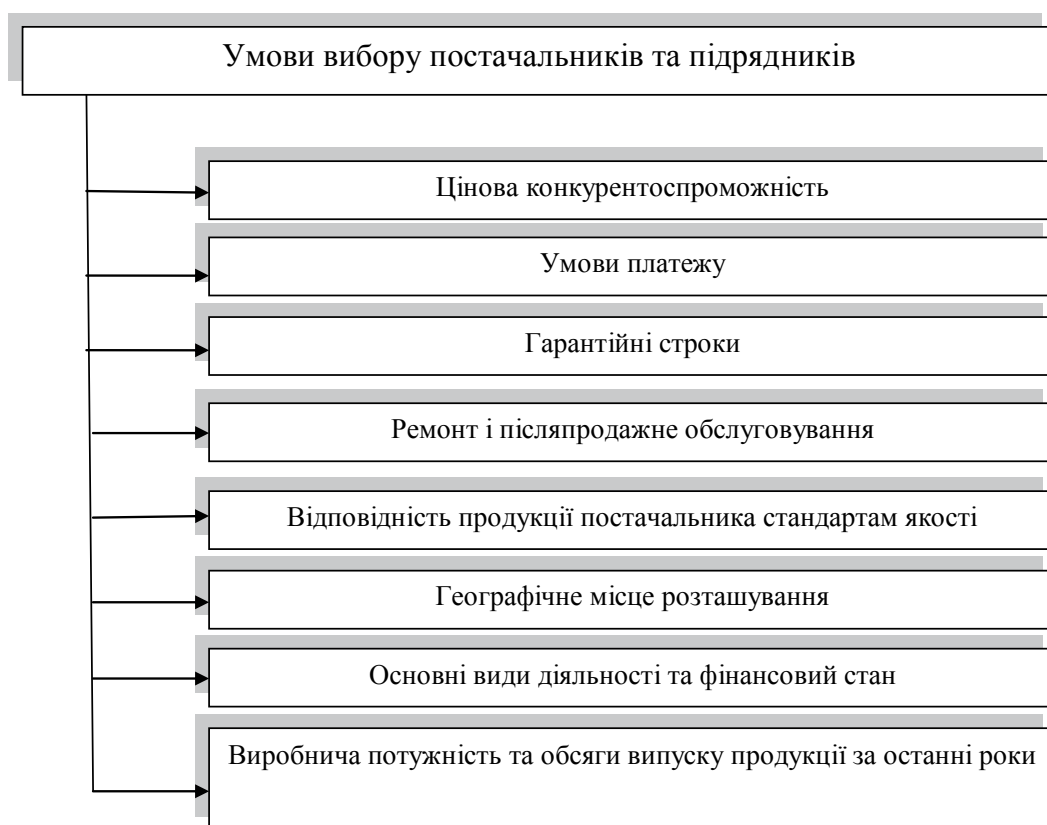 Умови вибору постачальників та підрядників
Цінова конкурентоспроможність
Умови платежу
Гарантійні строки
Ремонт і післяпродажне обслуговування
Відповідність продукції постачальника стандартам якості
Географічне місце розташування
Основні види діяльності та фінансовий стан
Виробнича потужність та обсяги випуску продукції за останні роки